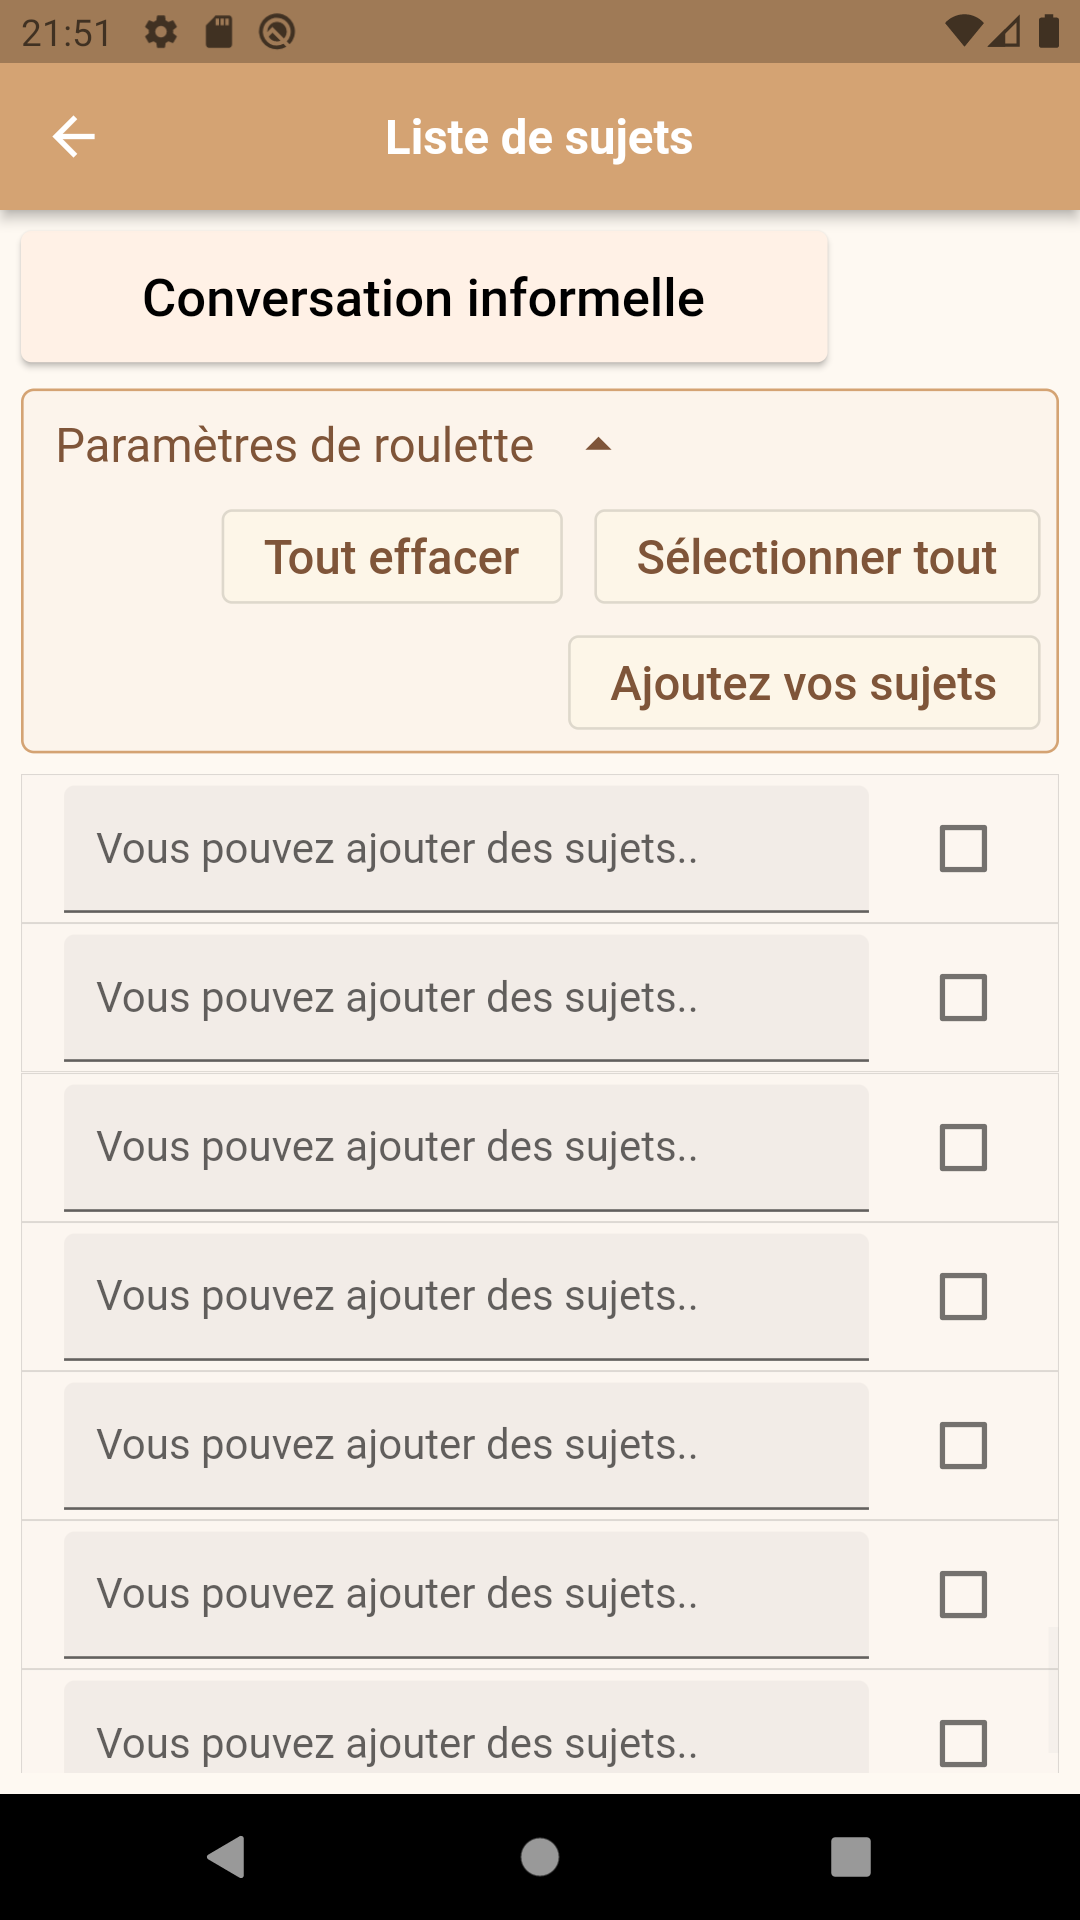 21:51
Liste de sujets
Conversation informelle
Paramètres de roulette
Tout effacer
Sélectionner tout
Ajoutez vos sujets
Vous pouvez ajouter des sujets..
Vous pouvez ajouter des sujets..
Vous pouvez ajouter des sujets..
Vous pouvez ajouter des sujets..
Vous pouvez ajouter des sujets..
Vous pouvez ajouter des sujets..
Vous pouvez ajouter des sujets..